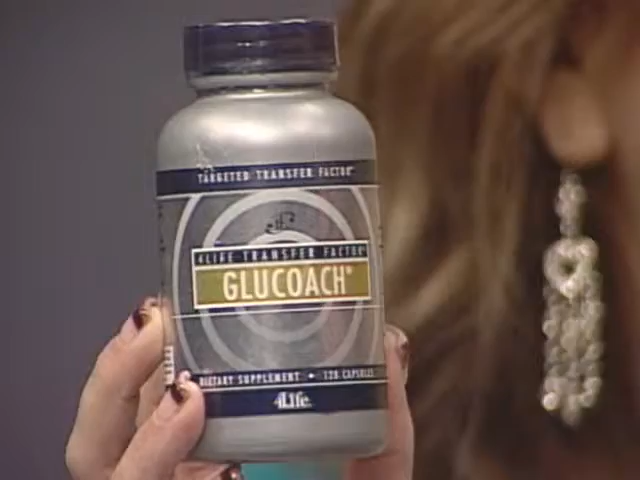 TARGETED TRANSFER FACTOR®
4LIFE TRANSFER FACTOR®
GLUCOACH®
DIETARY SUPPLEMENT • 120 CAPSULES
4Life.